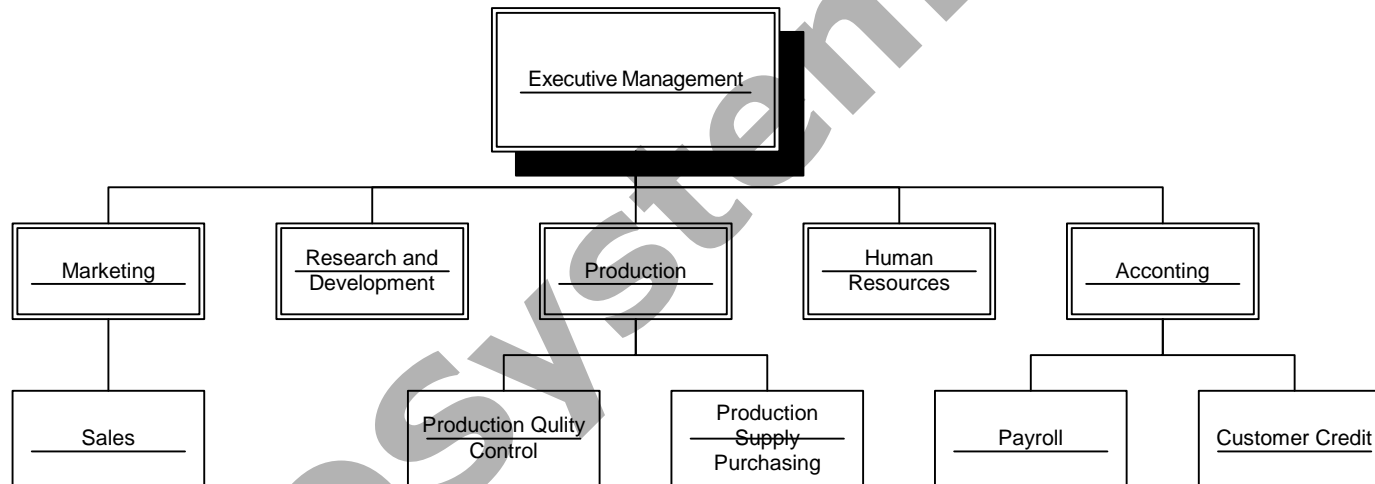 Executive Management
Marketing
Research and
Development
Production
Human
Resources
Acconting
Sales
Production Qulity
Control
Production
Supply
Purchasing
Payroll
Customer Credit
System